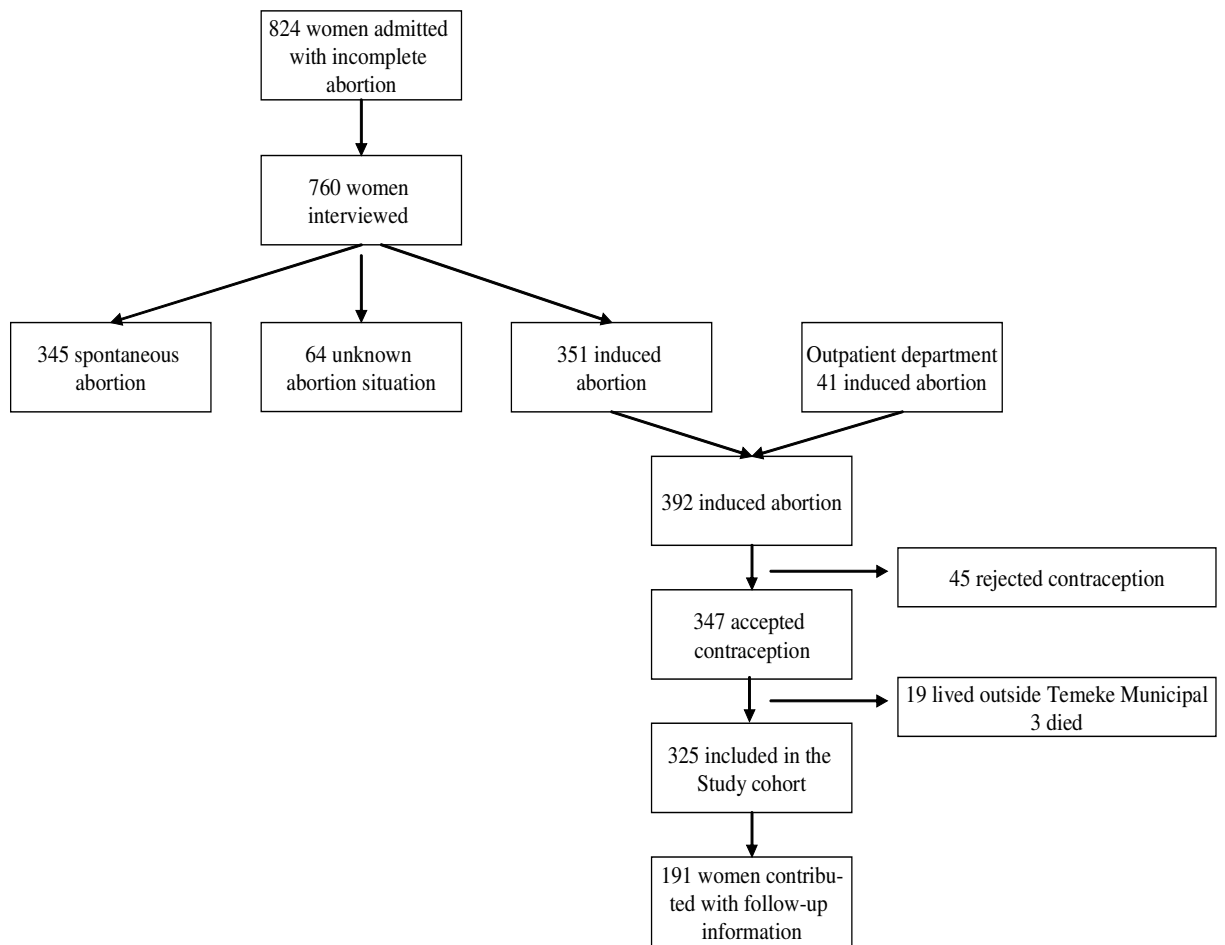 824 women admitted
with incomplete
abortion
760 women
interviewed
345 spontaneous
abortion
64 unknown
abortion situation
351 induced
abortion
Outpatient department
41 induced abortion
392 induced abortion
45 rejected contraception
347 accepted
contraception
19 lived outside Temeke Municipal
3 died
325 included in the
Study cohort
191 women contribu-
ted with follow-up
information